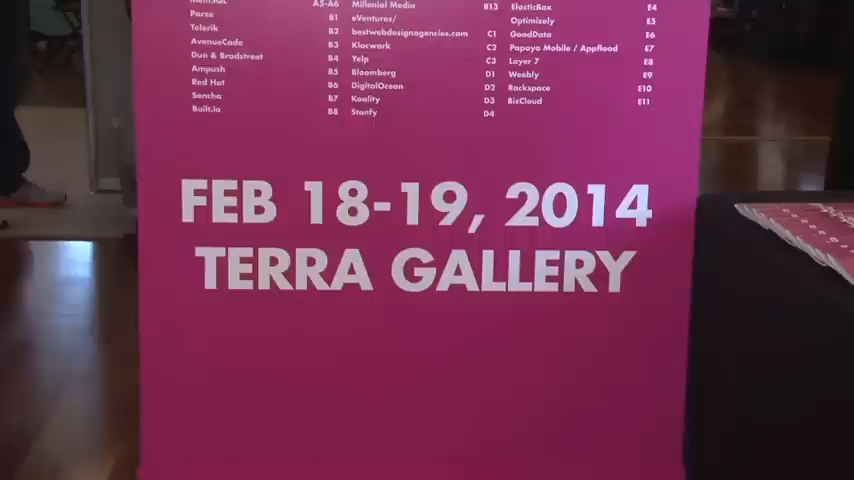 A5-A6
Parse B1
Telerik B2
AvenueCode B3
Dun & Bradstreet B4
Ampush B5
Red Hat B6
Sencha B7
Built.io B8
Millenial Media B13
eVentures/
bestwebdesignagencies.com C1
Klocwork C2
Yelp C3
Bloomberg D1
DigitalOcean D2
Koality D3
Stanfy D4
ElasticBox E4
Optimizely E5
GoodData E6
Papaya Mobile / Appflood E7
Layer 7 E8
Weebly E9
Rackspace E10
BizCloud E11
FEB 18-19, 2014
TERRA GALLERY